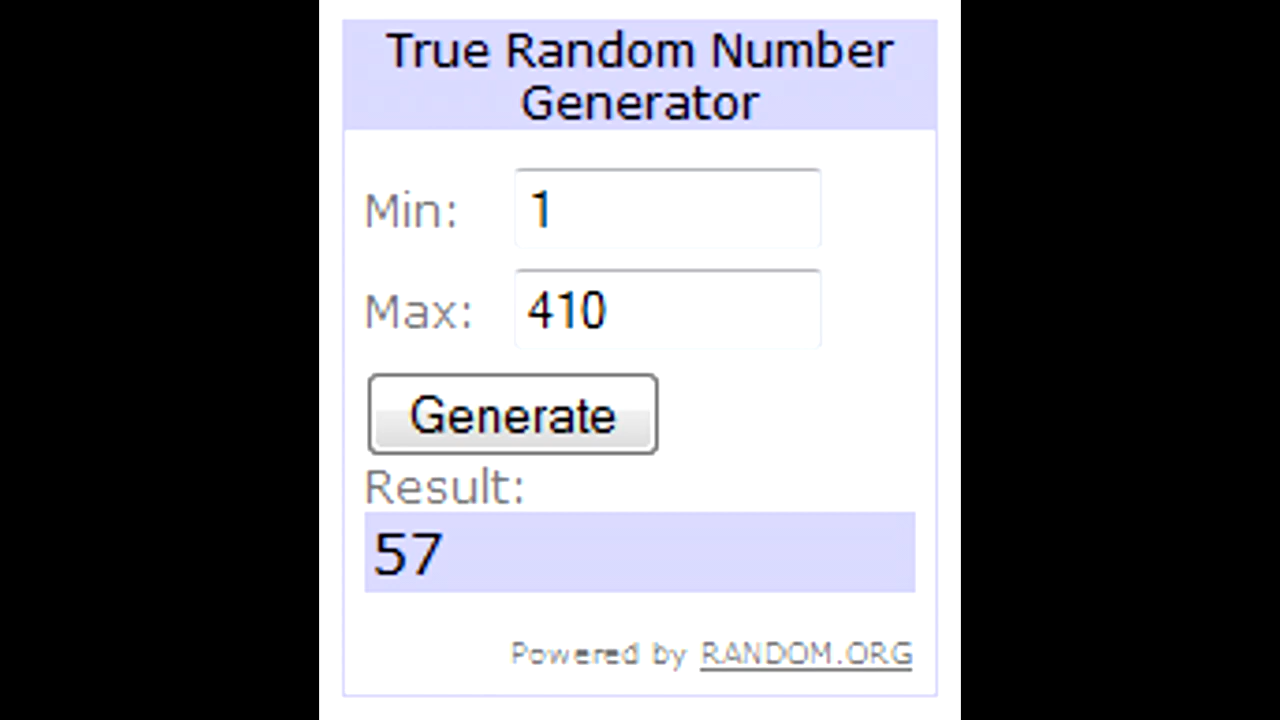 True Random Number
Generator
Min: 1
Max: 410
Generate
Result:
57
Powered by RANDOM.ORG